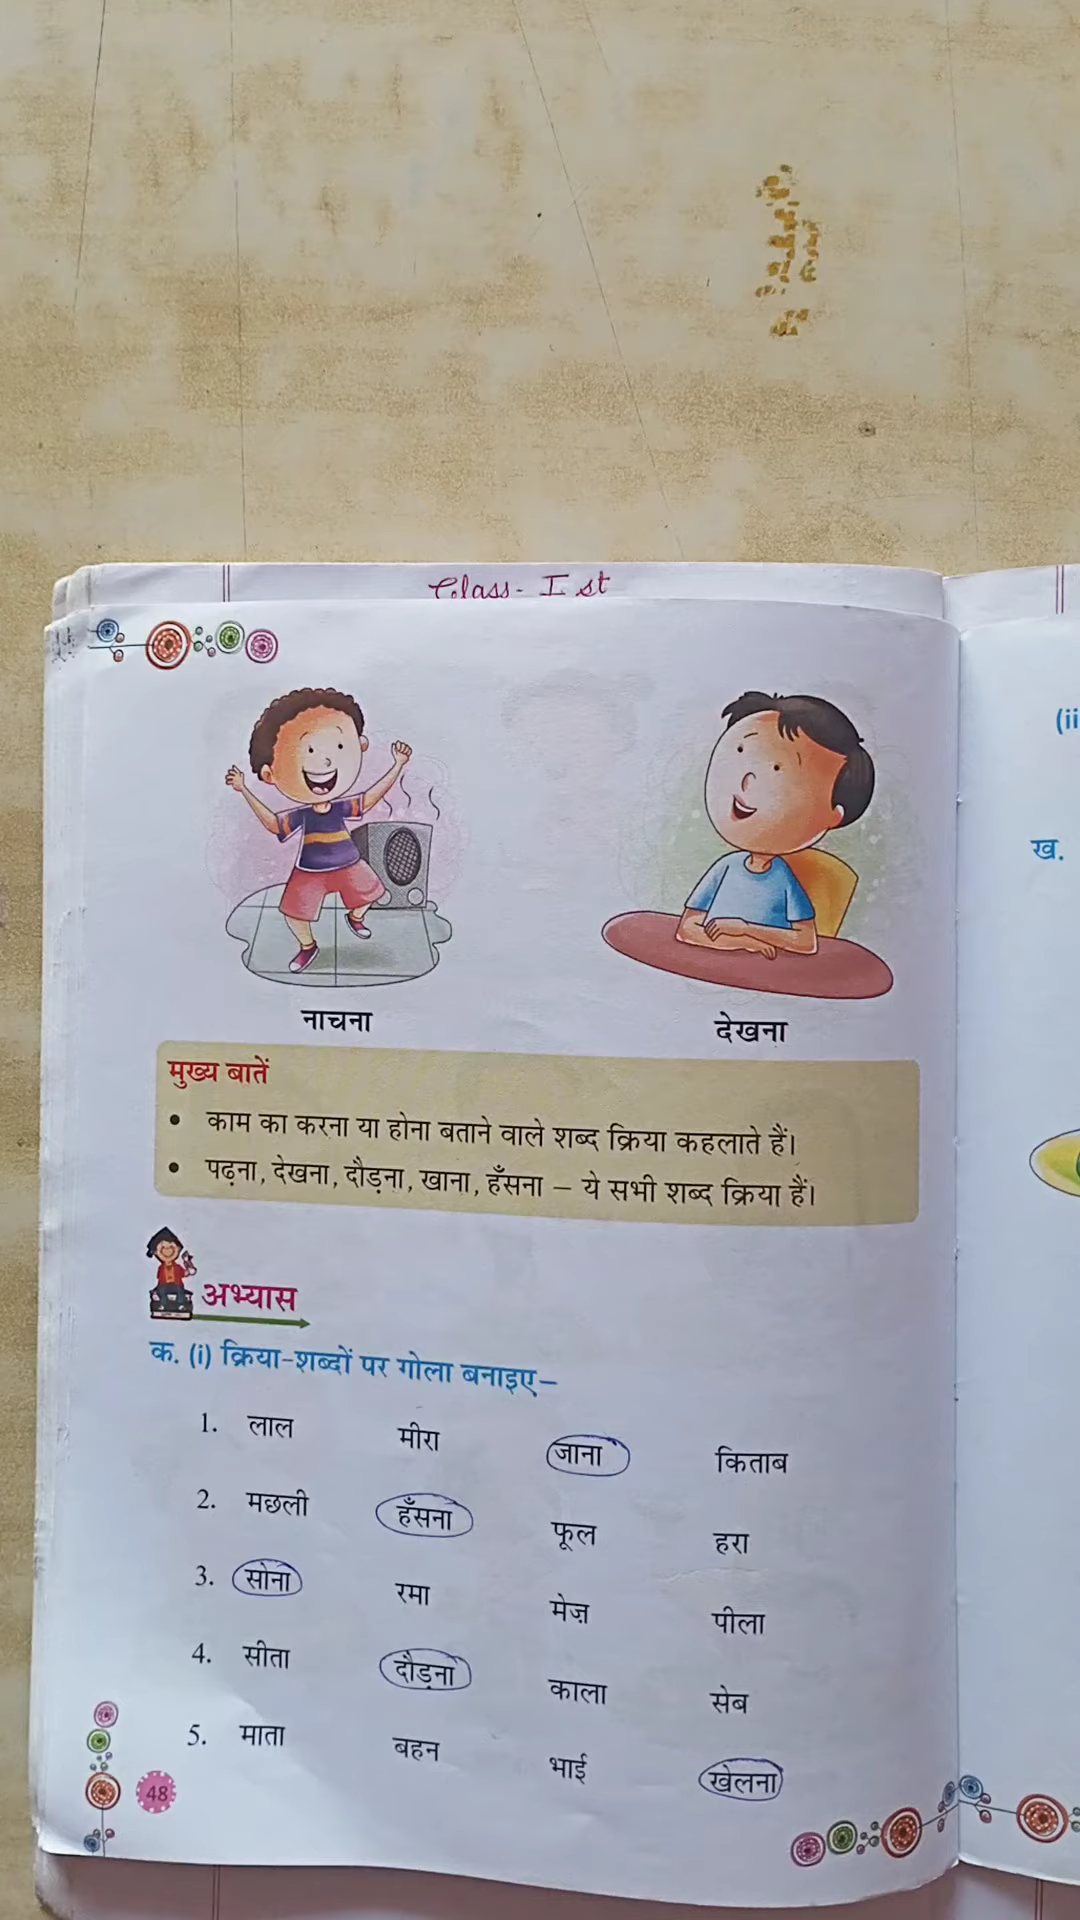 Class- I st
नाचना देखना
मुख्य बातें
• काम का करना या होना बताने वाले शब्द क्रिया कहलाते हैं।
• पढ़ना, देखना, दौड़ना, खाना, हँसना – ये सभी शब्द क्रिया हैं।
अभ्यास
क. (i) क्रिया-शब्दों पर गोला बनाइए–
1. लाल मीरा जाना किताब
2. मछली हँसना फूल हरा
3. सोना रमा मेज़ पीला
4. सीता दौड़ना काला सेब
5. माता बहन भाई खेलना
48
(ii
ख.